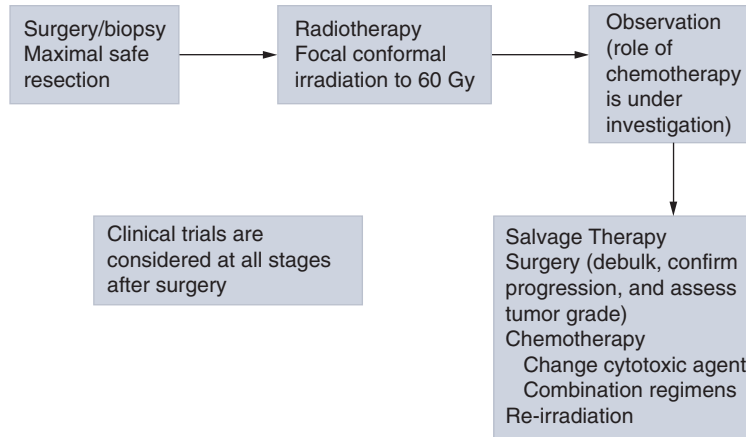 Surgery/biopsy
Maximal safe
resection
Radiotherapy
Focal conformal
irradiation to 60 Gy
Observation
(role of
chemotherapy
is under
investigation)
Clinical trials are
considered at all stages
after surgery
Salvage Therapy
Surgery (debulk, confirm
progression, and assess
tumor grade)
Chemotherapy
Change cytotoxic agent
Combination regimens
Re-irradiation